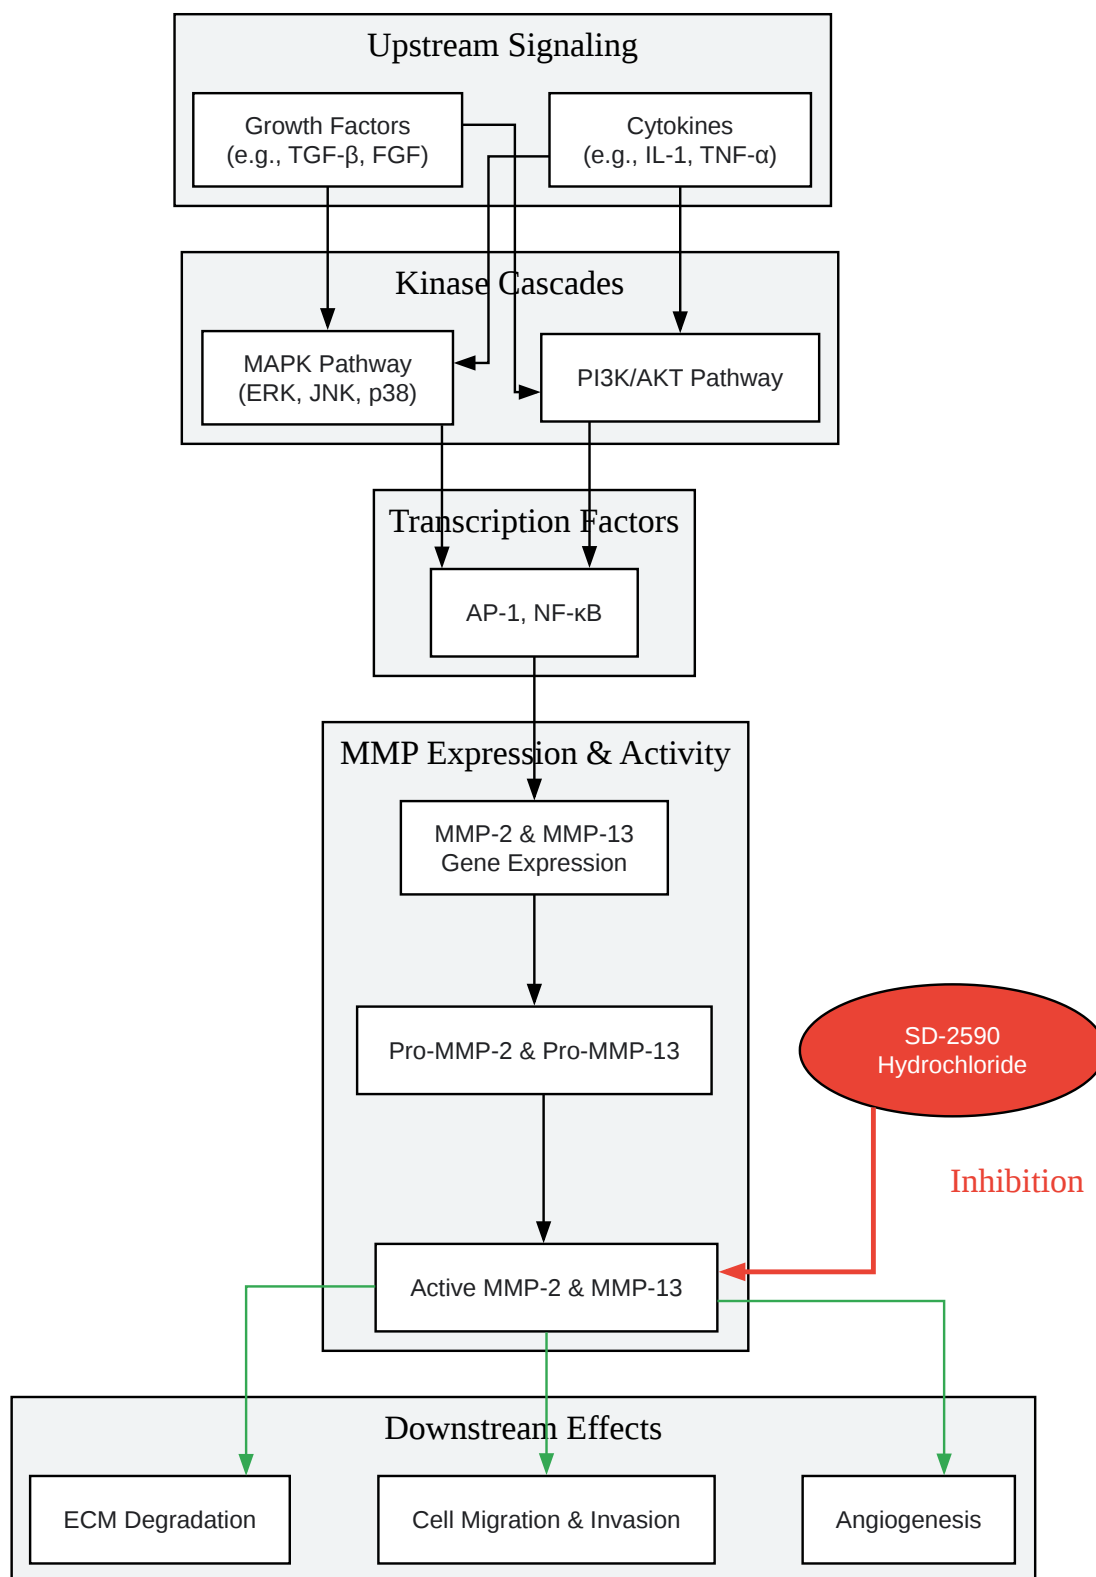 Upstream Signaling
Growth Factors
(e.g., TGF-β, FGF)
Cytokines
(e.g., IL-1, TNF-α)
Kinase Cascades
MAPK Pathway
(ERK, JNK, p38)
PI3K/AKT Pathway
Transcription Factors
AP-1, NF-κB
MMP Expression & Activity
MMP-2 & MMP-13
Gene Expression
Pro-MMP-2 & Pro-MMP-13
SD-2590
Hydrochloride
Inhibition
Active MMP-2 & MMP-13
Downstream Effects
ECM Degradation
Cell Migration & Invasion
Angiogenesis